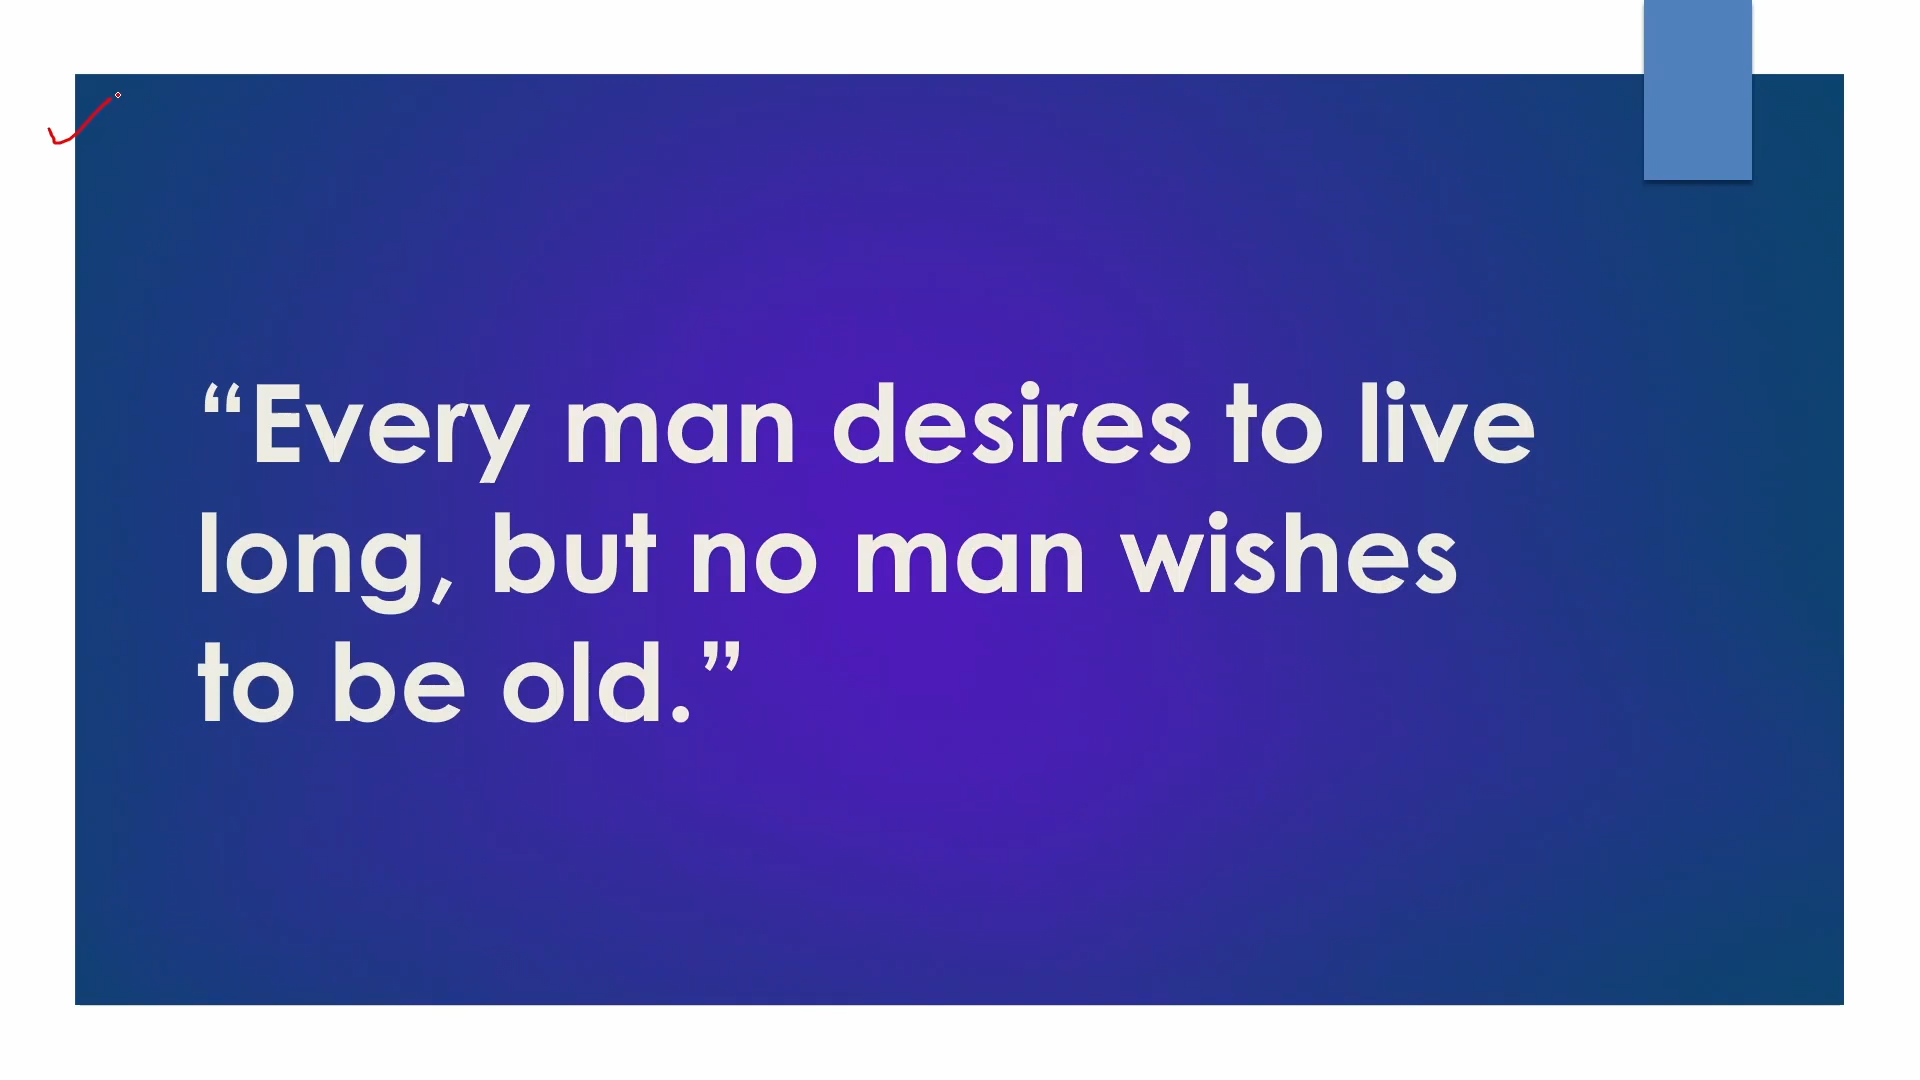 “Every man desires to live
long, but no man wishes
to be old.”